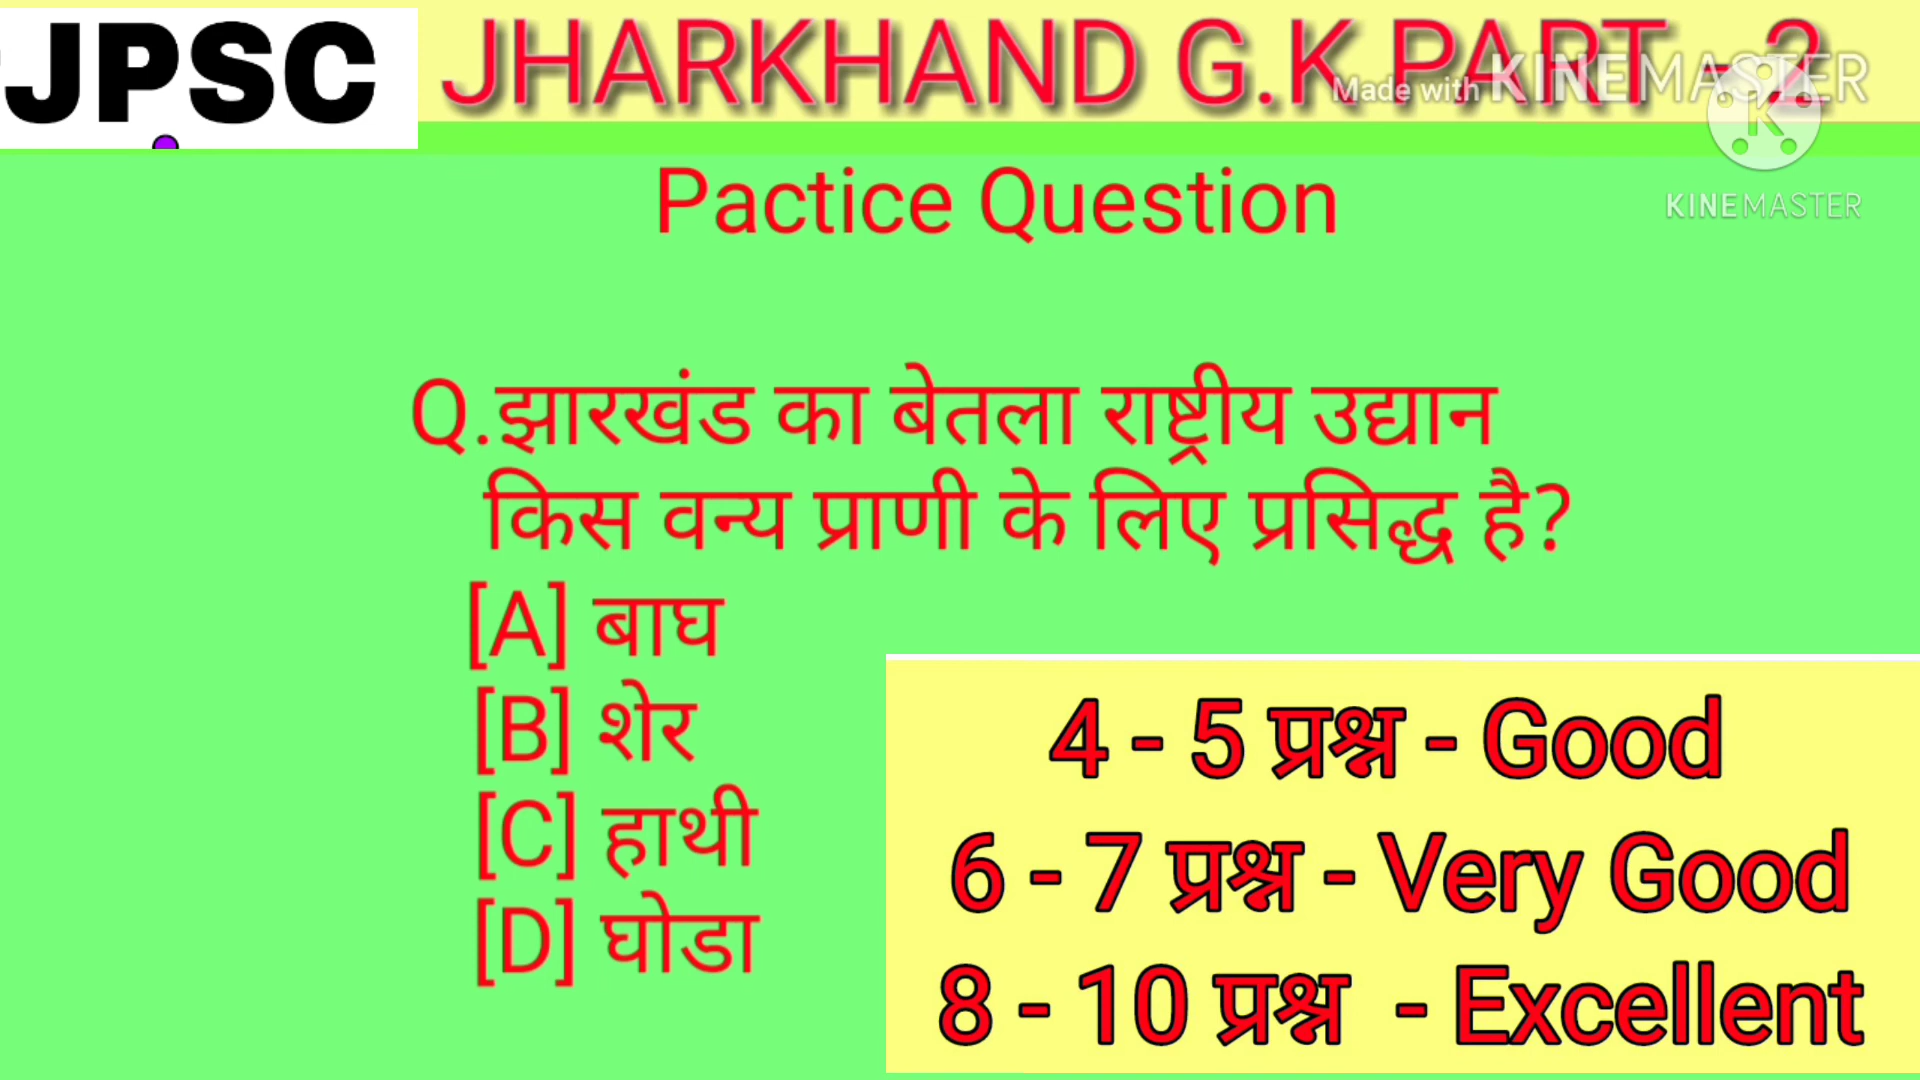 JPSC
JHARKHAND G.K PART - 2
Made with KINEMASTER
KINEMASTER
Pactice Question
Q.झारखंड का बेतला राष्ट्रीय उद्यान
किस वन्य प्राणी के लिए प्रसिद्ध है?
[A] बाघ
[B] शेर
[C] हाथी
[D] घोडा
4 - 5 प्रश्न - Good
6 - 7 प्रश्न - Very Good
8 - 10 प्रश्न - Excellent